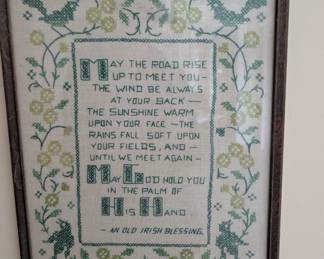 MAY THE ROAD RISE
UP TO MEET YOU -
THE WIND BE ALWAYS
AT YOUR BACK -
THE SUNSHINE WARM
UPON YOUR FACE - THE
RAINS FALL SOFT UPON
YOUR FIELDS, AND -
UNTIL WE MEET AGAIN -
MAY GOD HOLD YOU
IN THE PALM OF
HIS HAND.
- AN OLD IRISH BLESSING.